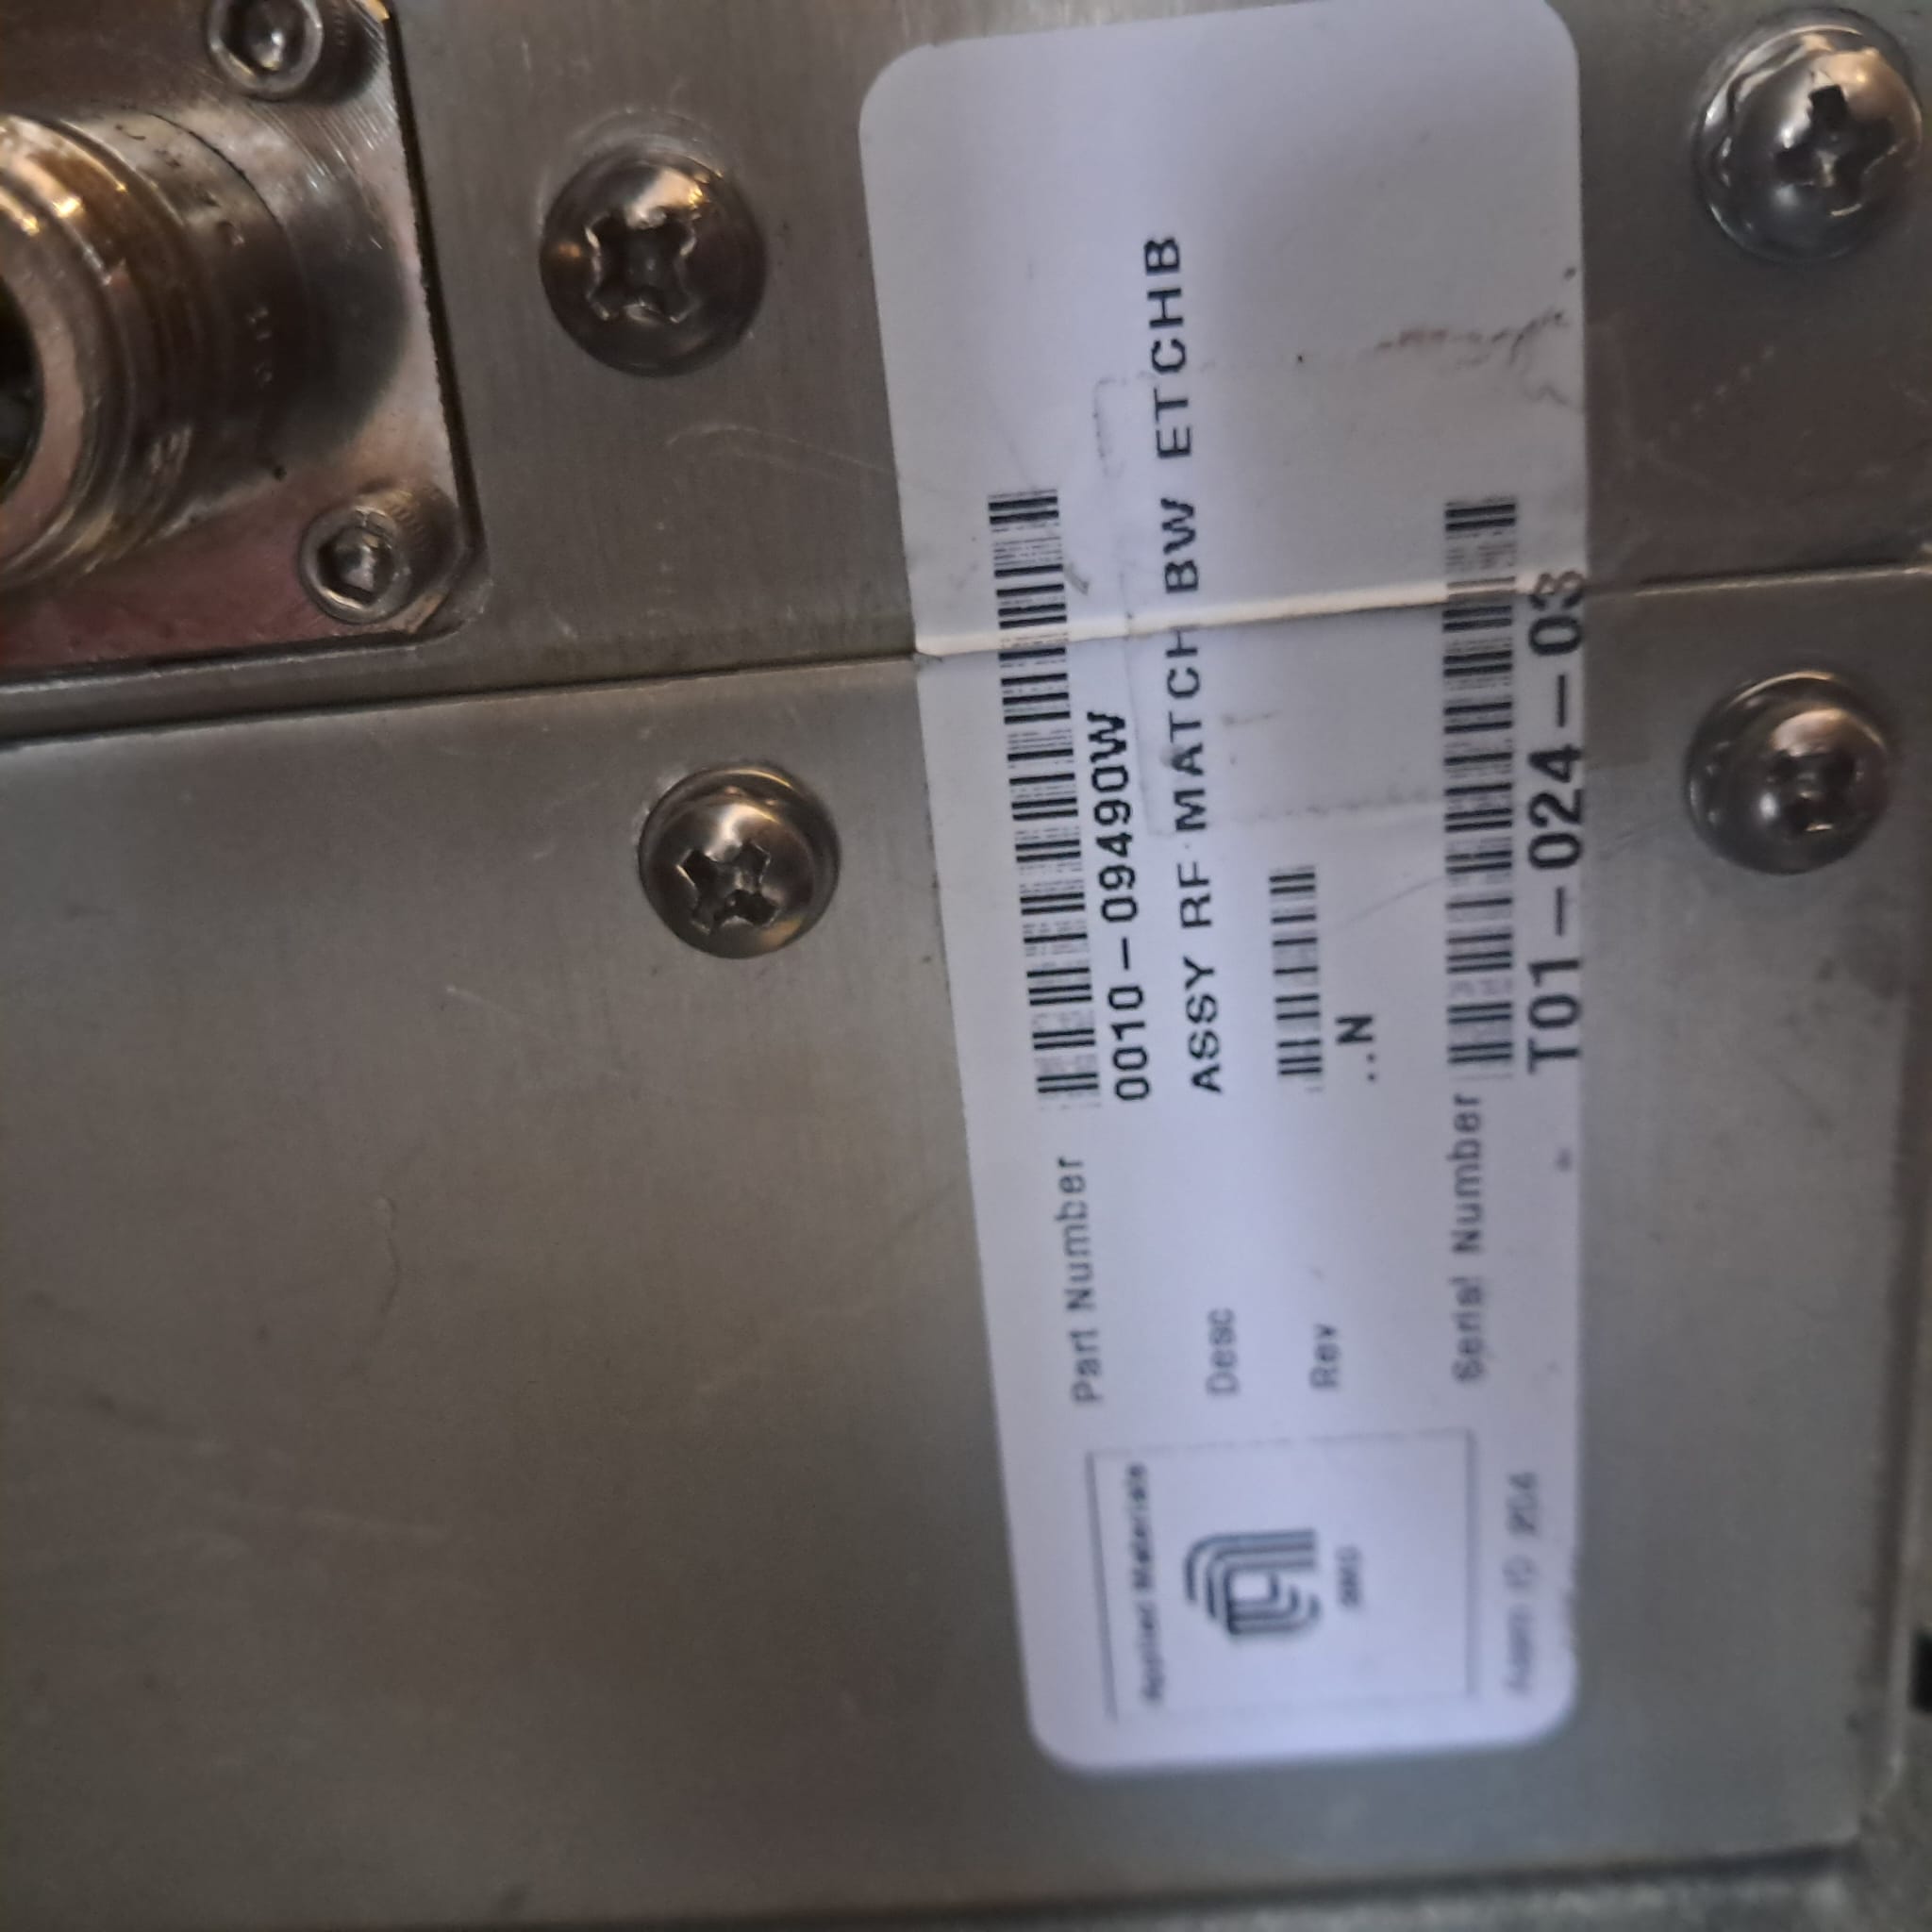 Part Number
0010-09490W
Desc ASSY RF MATCH BW ETCHB
Rev
..N
Serial Number
T01-024-03
Applied Materials